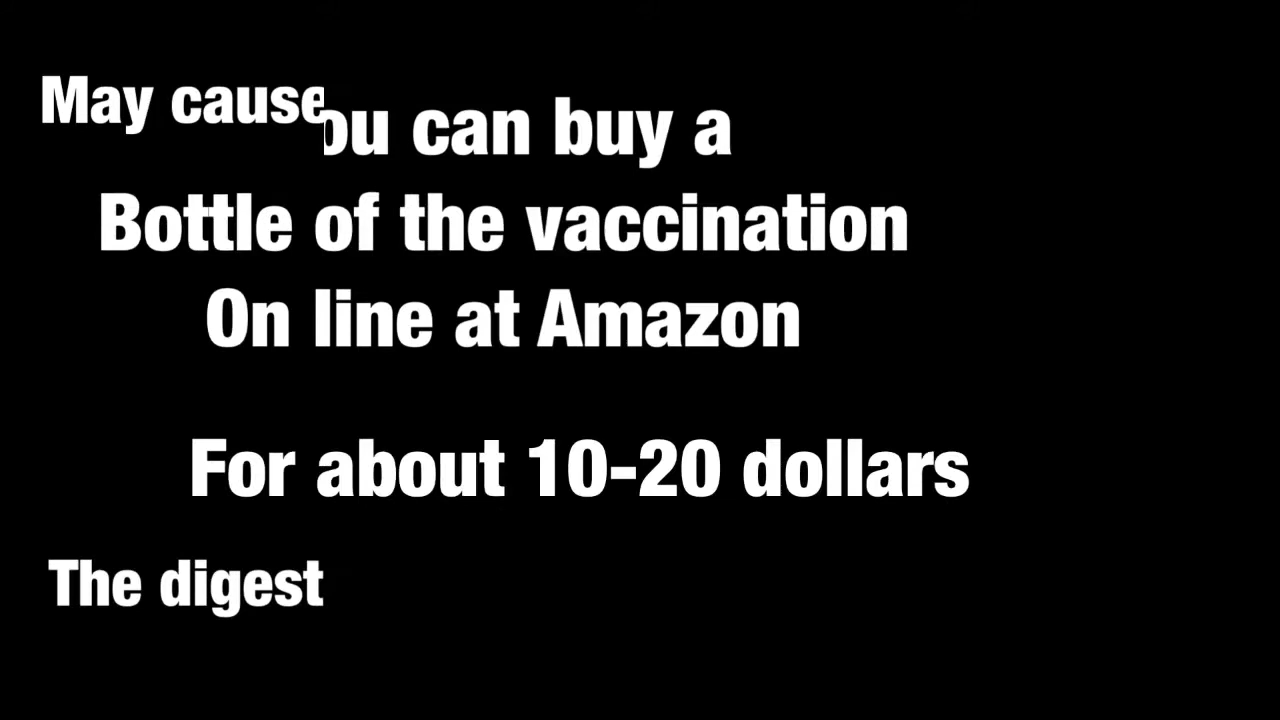 May cause
ou can buy a
Bottle of the vaccination
On line at Amazon
For about 10-20 dollars
The digest